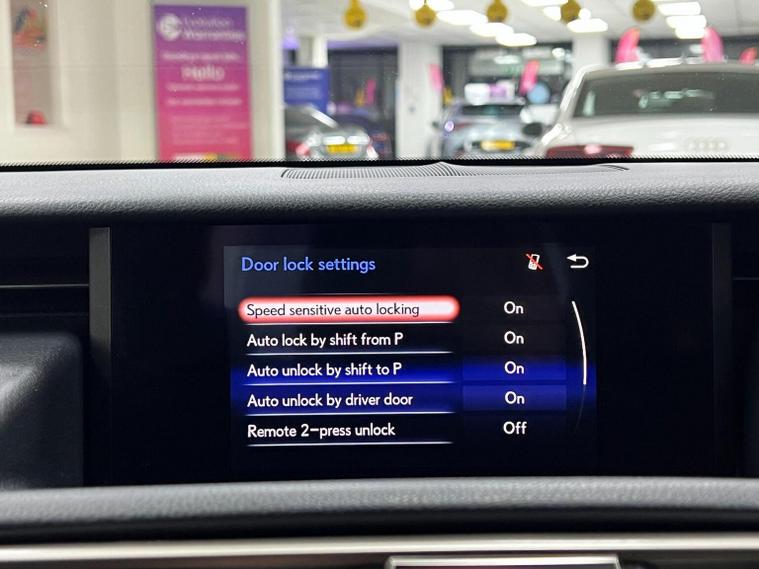 Warranties
Hello
Door lock settings
Speed sensitive auto locking On
Auto lock by shift from P On
Auto unlock by shift to P On
Auto unlock by driver door On
Remote 2-press unlock Off